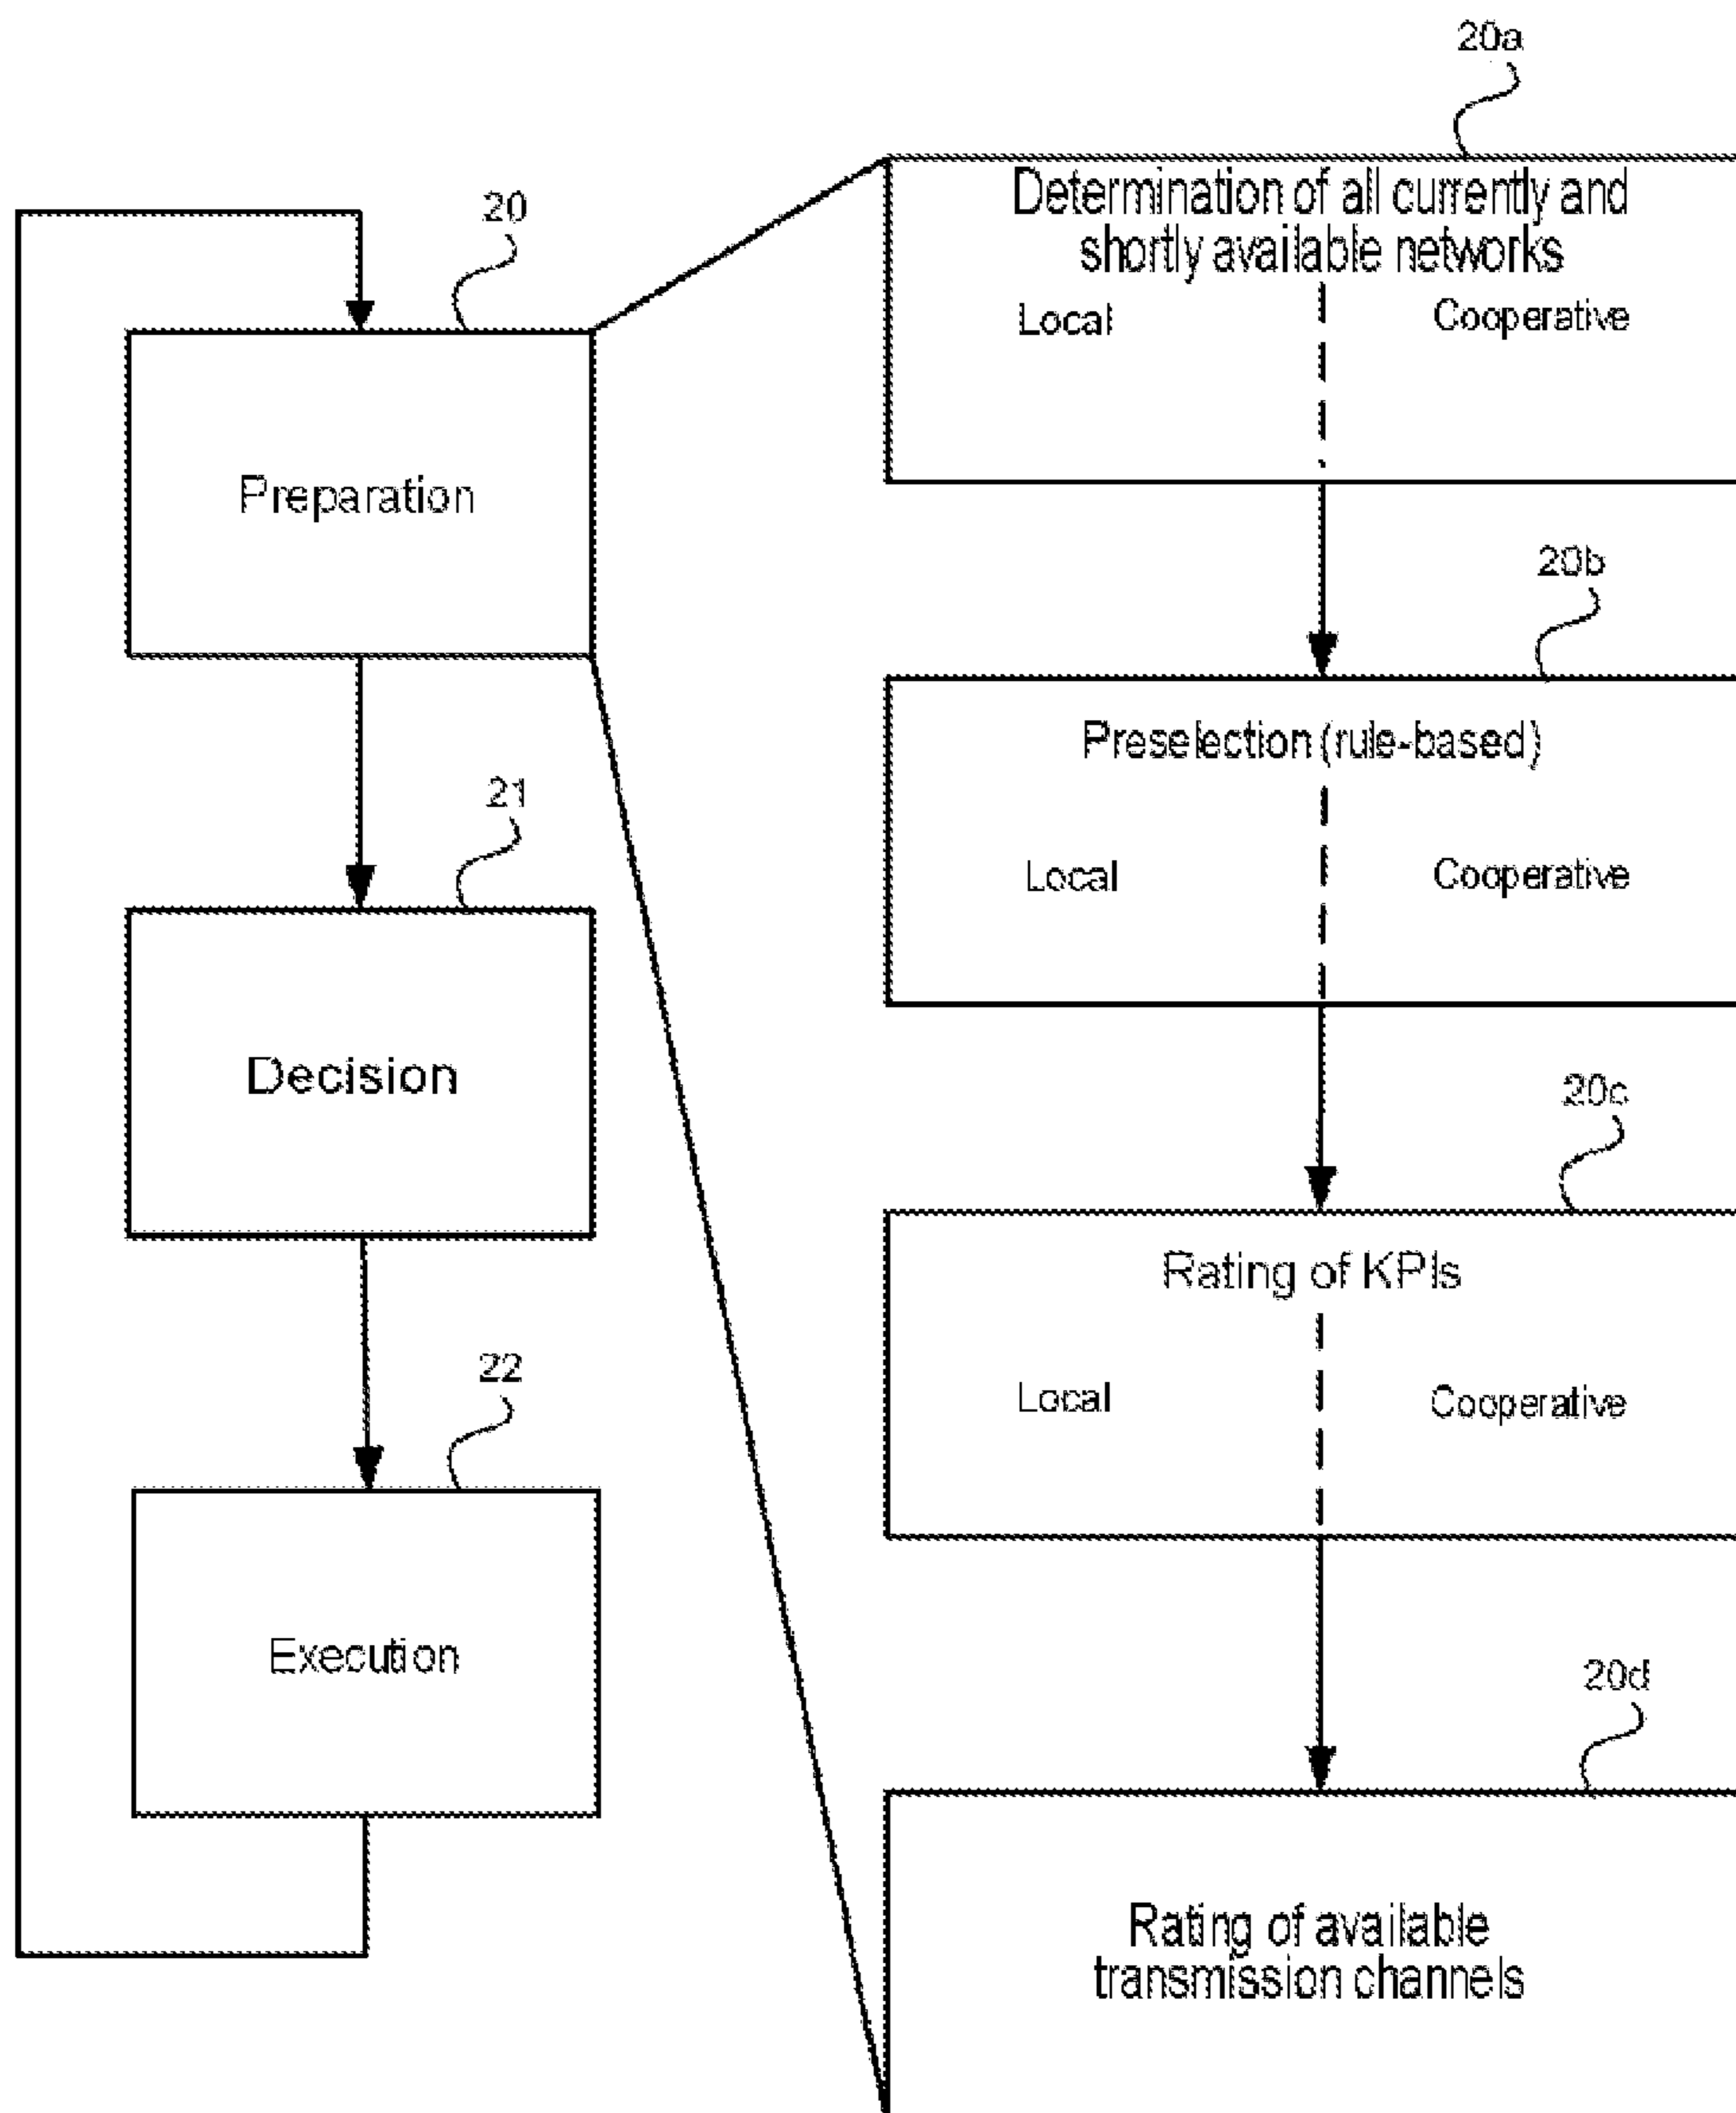 20a
Determination of all currently and
shortly available networks
Local
Cooperative
20
Preparation
20b
Preselection (rule-based)
Local
Cooperative
21
Decision
20c
Rating of KPIs
Local
Cooperative
22
Execution
20d
Rating of available
transmission channels